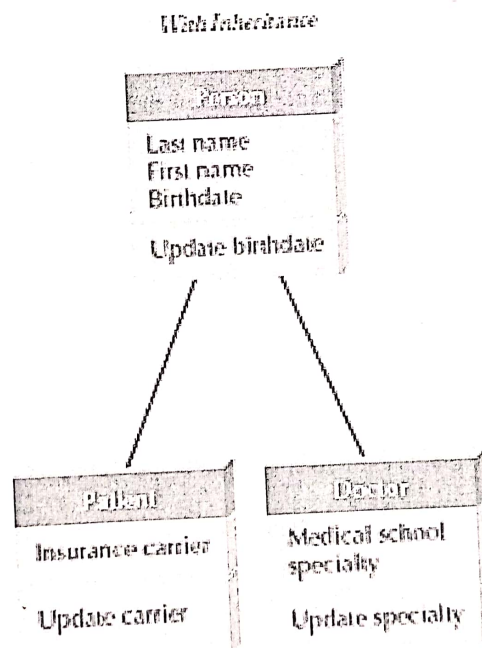 With Inheritance
Person
Last name
First name
Birthdate
Update birthdate
Patient
Insurance carrier
Update carrier
Doctor
Medical school
specialty
Update specialty